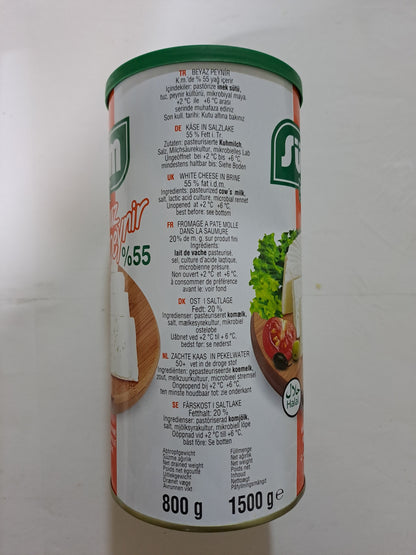 TR BEYAZ PEYNİR
K.m.'de % 55 yağ içerir
İçindekiler: pastörize inek sütü,
tuz, peynir kültürü, mikrobiyal maya.
+2 °C ile +6 °C arası
serinde muhafaza ediniz
Son kull. tarihi: Kutu altına bakınız
DE KÄSE IN SALZLAKE
55 % Fett i. Tr.
Zutaten: pasteurisierte Kuhmilch,
Salz, Milchsäurekultur, mikrobielles Lab
Ungeöffnet bei +2 °C bis +6 °C
mindestens haltbar bis: Siehe Boden
UK WHITE CHEESE IN BRINE
55 % fat i.d.m.
Ingredients: pasteurized cow's milk,
salt, lactic acid culture, microbial rennet
Unopened at +2 °C +6 °C,
best before: see bottom
FR FROMAGE A PATE MOLLE
DANS LA SAUMURE
20% de m. g. sur produit fini
Ingrédients:
lait de vache pasteurisé,
sel, culture d'acide lactique,
microbienne présure.
Non ouvert +2 °C et +6 °C,
à consommer de préférence
avant le: voir fond
DK OST I SALTLAGE
Fedt: 20 %
Ingredienser: pasteuriseret komælk,
salt, mælkesyrekultur, mikrobiel
osteløbe
Uåbnet ved +2 °C til + 6 °C,
bedst før: se nederst
NL ZACHTE KAAS IN PEKELWATER
50+ vet in de droge stof
ingrediënten: gepasteuriseerde koemelk,
zout, melkzuurkultuur, microbieel stremsel
Ongeopend bij +2 °C +6 °C,
ten minste houdbaar tot: zie onderkant
SE FÄRSKOST I SALTLAKE
Fetthalt: 20 %
Ingredienser: pastöriserad komjölk,
salt, mjölksyrakultur, mikrobiell löpe
Oöppnad vid +2 °C till +6 °C,
bäst före: Se botten
Abtropfgewicht
Süzme ağırlık
Net drained weight
Poids net égoutté
Uitlekgewicht
Drænet vægt
Avrunnen vikt
800 g
Füllmenge
Net ağırlık
Net weight
Poids net
Inhoud
Nettovægt
Påfyllningsmängd
1500 g e
%55
Halal